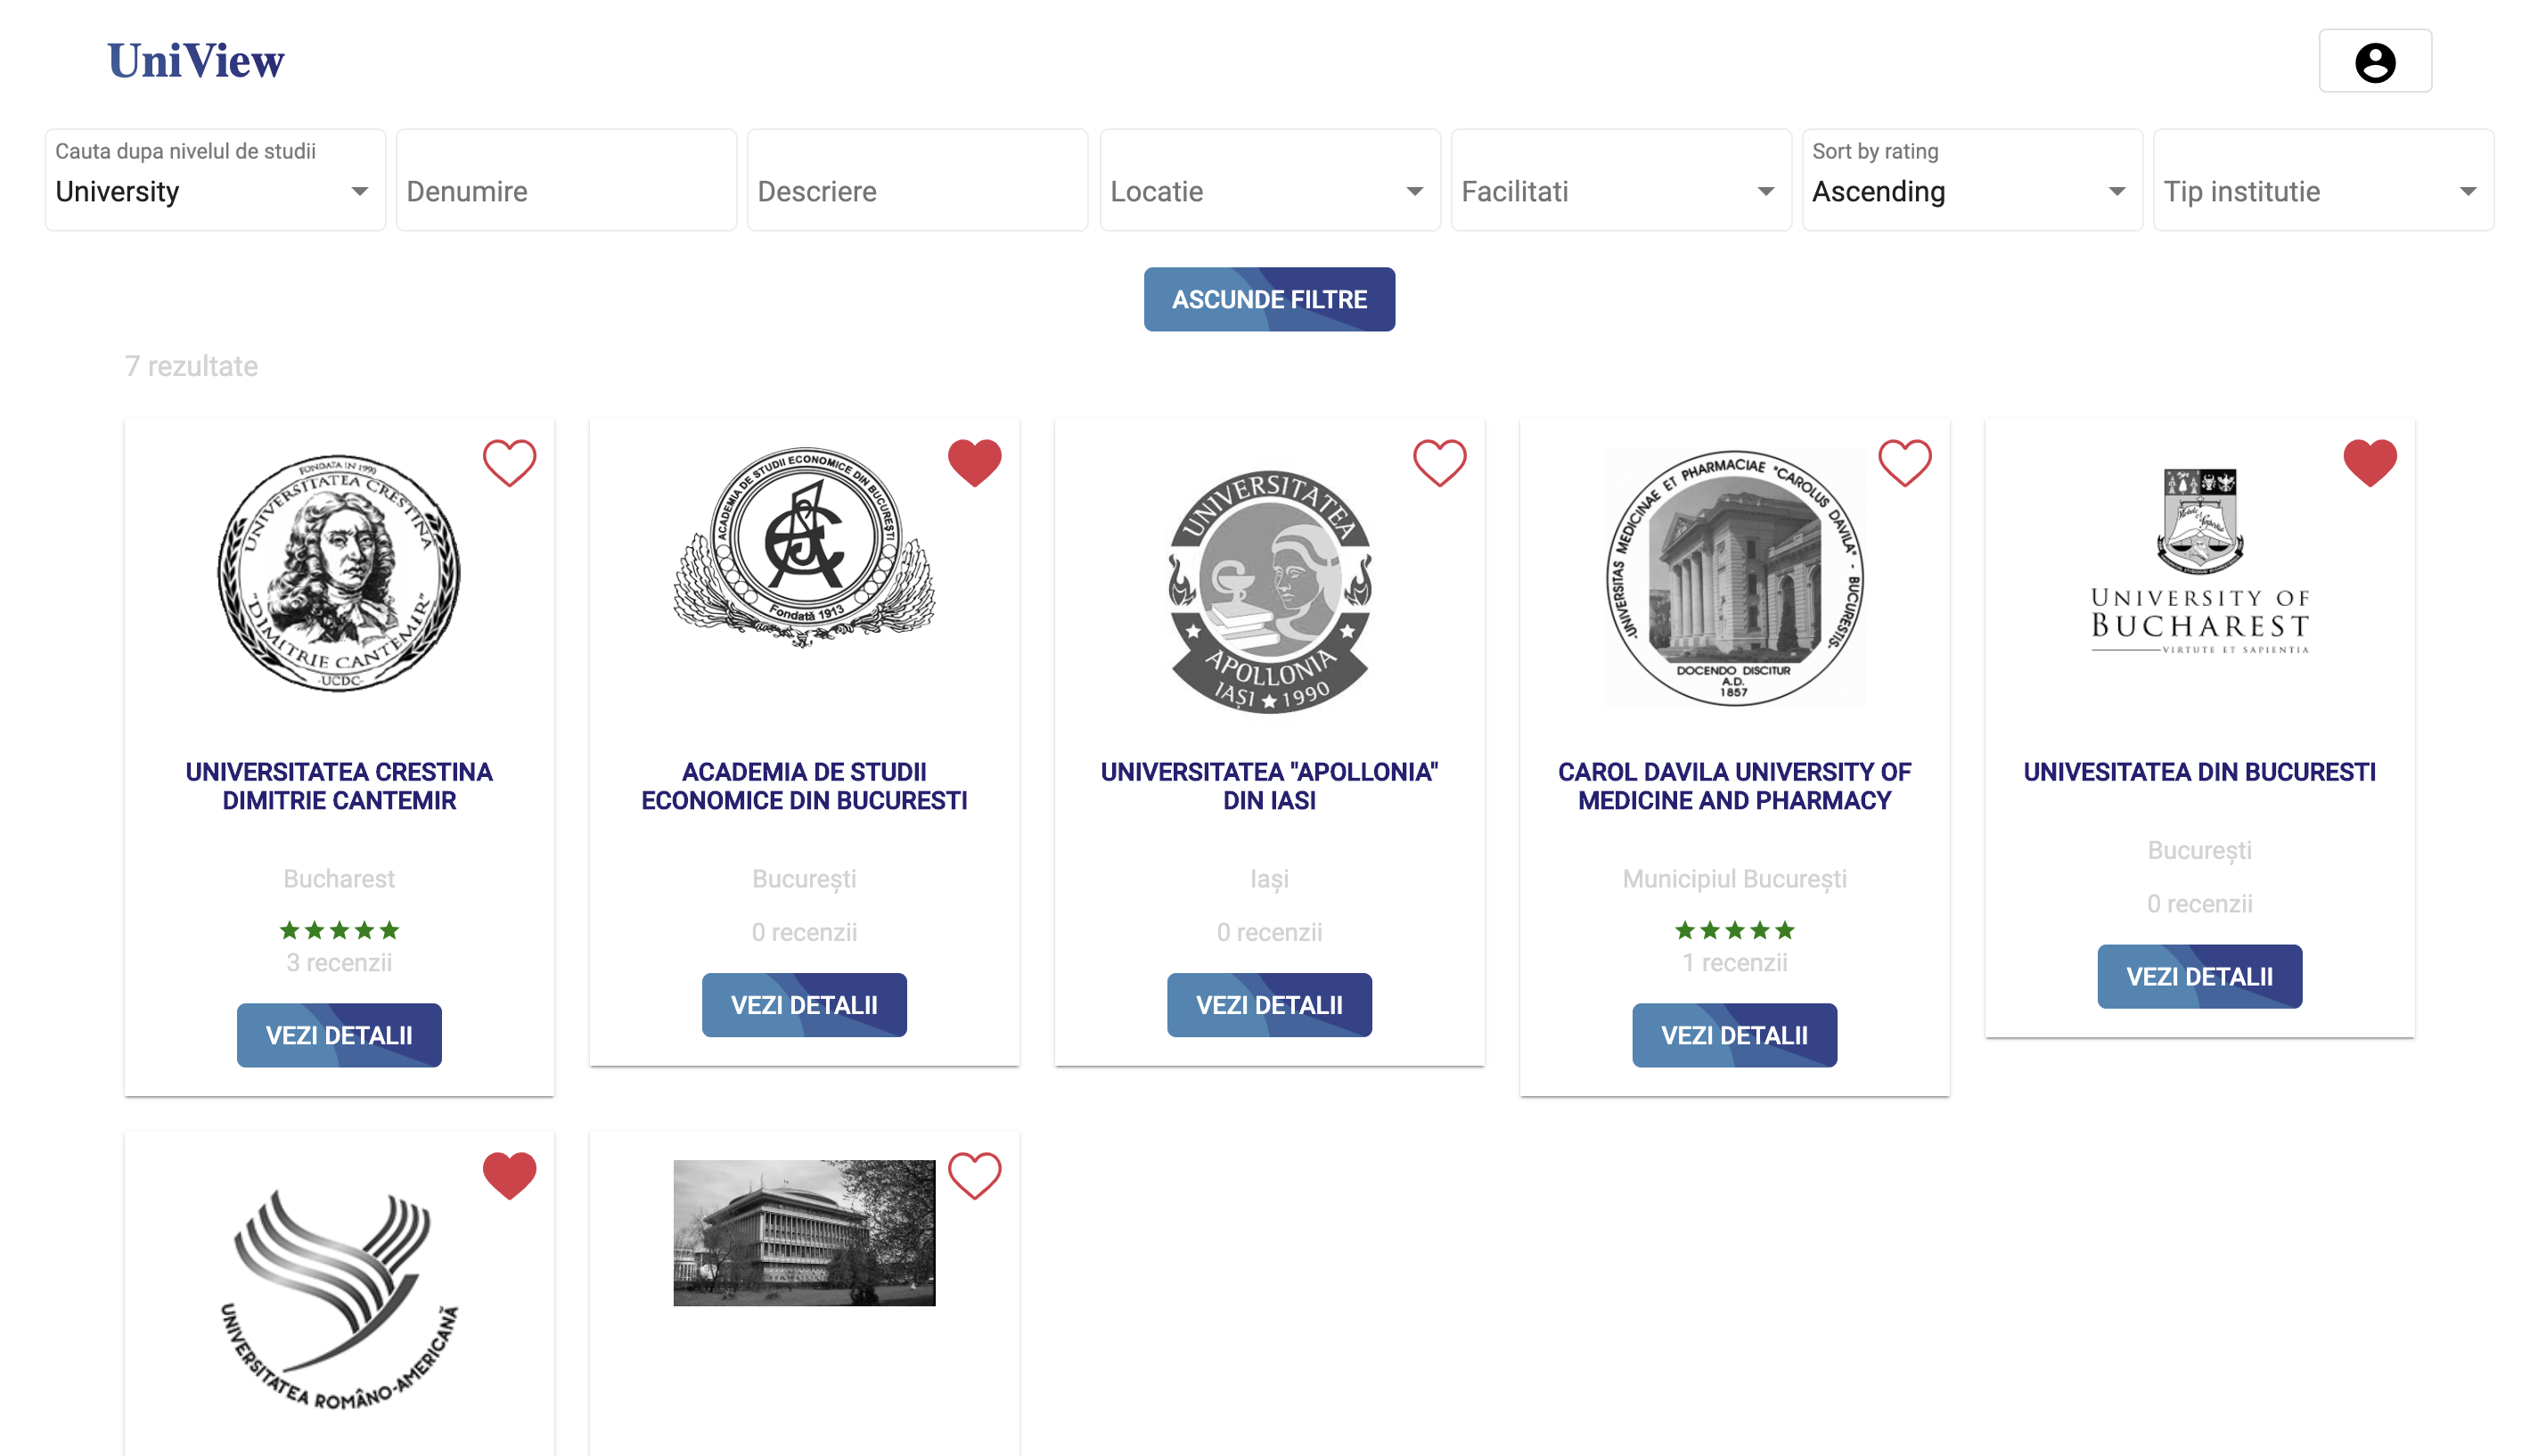 UniView
Cauta dupa nivelul de studii
University
Denumire
Descriere
Locatie
Facilitati
Sort by rating
Ascending
Tip institutie
ASCUNDE FILTRE
7 rezultate
FONDATA IN 1990
UNIVERSITATEA CRESTINA
"DIMITRIE CANTEMIR"
-UCDC-
UNIVERSITATEA CRESTINA
DIMITRIE CANTEMIR
Bucharest
3 recenzii
VEZI DETALII
ACADEMIA DE STUDII ECONOMICE DIN BUCUREȘTI
Fondată 1913
ACADEMIA DE STUDII
ECONOMICE DIN BUCURESTI
București
0 recenzii
VEZI DETALII
UNIVERSITATEA
APOLLONIA
IAȘI ★ 1990
UNIVERSITATEA "APOLLONIA"
DIN IASI
Iași
0 recenzii
VEZI DETALII
UNIVERSITAS MEDICINAE ET PHARMACIAE "CAROLUS DAVILA" - BUCURESTIS-
DOCENDO DISCITUR
A.D.
1857
CAROL DAVILA UNIVERSITY OF
MEDICINE AND PHARMACY
Municipiul București
1 recenzii
VEZI DETALII
UNIVERSITY OF
BUCHAREST
VIRTUTE ET SAPIENTIA
UNIVESITATEA DIN BUCURESTI
București
0 recenzii
VEZI DETALII
UNIVERSITATEA ROMÂNO-AMERICANĂ